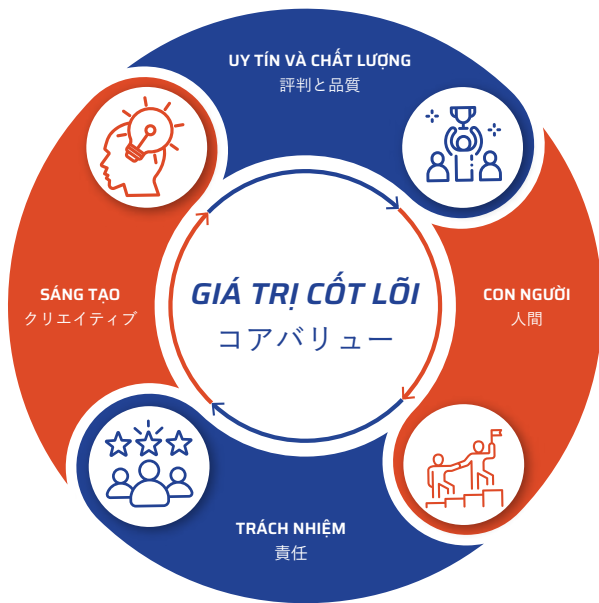 UY TÍN VÀ CHẤT LƯỢNG
評判と品質
SÁNG TẠO
クリエイティブ
GIÁ TRỊ CỐT LÕI
コアバリュー
CON NGƯỜI
人間
TRÁCH NHIỆM
責任